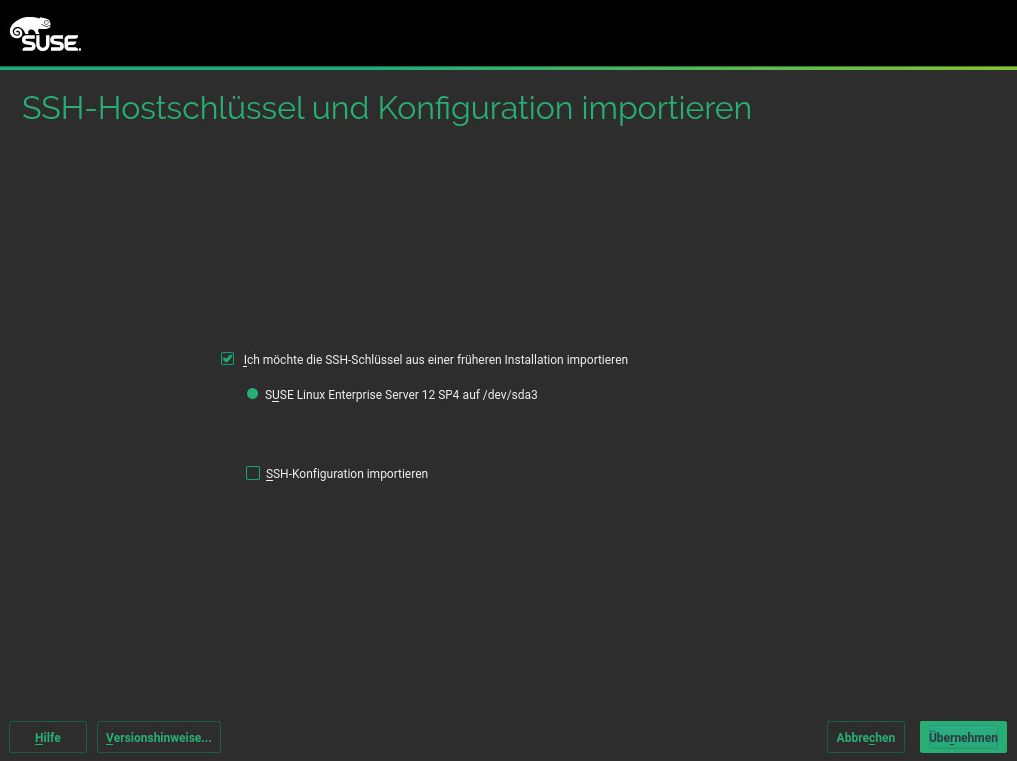 SUSE.
SSH-Hostschlüssel und Konfiguration importieren
Ich möchte die SSH-Schlüssel aus einer früheren Installation importieren
SUSE Linux Enterprise Server 12 SP4 auf /dev/sda3
SSH-Konfiguration importieren
Hilfe Versionshinweise... Abbrechen Übernehmen